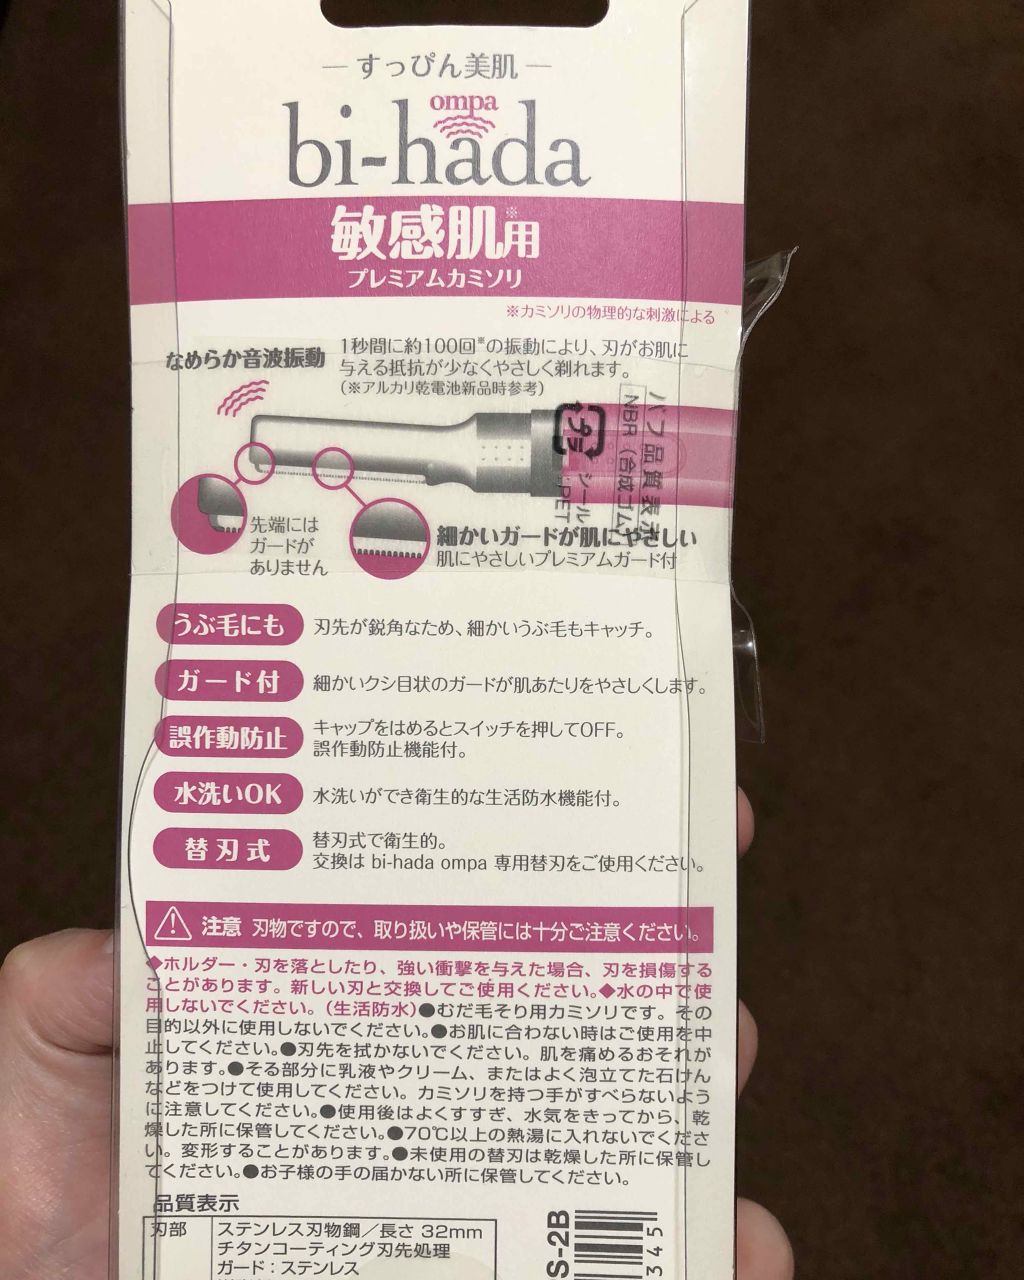 ― すっぴん美肌 ―
ompa
bi-hada
敏感肌※用
プレミアムカミソリ
※カミソリの物理的な刺激による
なめらか音波振動
1秒間に約100回※の振動により、刃がお肌に
与える抵抗が少なくやさしく剃れます。
(※アルカリ乾電池新品時参考)
バフ品質表示
NBR (合成ゴム)
プラ
シール
:PET
先端には
ガードが
ありません
細かいガードが肌にやさしい
肌にやさしいプレミアムガード付
うぶ毛にも
刃先が鋭角なため、細かいうぶ毛もキャッチ。
ガード付
細かいクシ目状のガードが肌あたりをやさしくします。
誤作動防止
キャップをはめるとスイッチを押してOFF。
誤作動防止機能付。
水洗いOK
水洗いができ衛生的な生活防水機能付。
替刃式
替刃式で衛生的。
交換は bi-hada ompa 専用替刃をご使用ください。
注意 刃物ですので、取り扱いや保管には十分ご注意ください。
◆ホルダー・刃を落としたり、強い衝撃を与えた場合、刃を損傷する
ことがあります。新しい刃と交換してご使用ください。◆水の中で使
用しないでください。(生活防水)●むだ毛そり用カミソリです。その
目的以外に使用しないでください。●お肌に合わない時はご使用を中
止してください。●刃先を拭かないでください。肌を痛めるおそれが
あります。●そる部分に乳液やクリーム、またはよく泡立てた石けん
などをつけて使用してください。カミソリを持つ手がすべらないよう
に注意してください。●使用後はよくすすぎ、水気をきってから、乾
燥した所に保管してください。●70℃以上の熱湯に入れないでくださ
い。変形することがあります。●未使用の替刃は乾燥した所に保管し
てください。●お子様の手の届かない所に保管してください。
品質表示
刃部
ステンレス刃物鋼／長さ 32mm
チタンコーティング刃先処理
ガード：ステンレス
S-2B
345